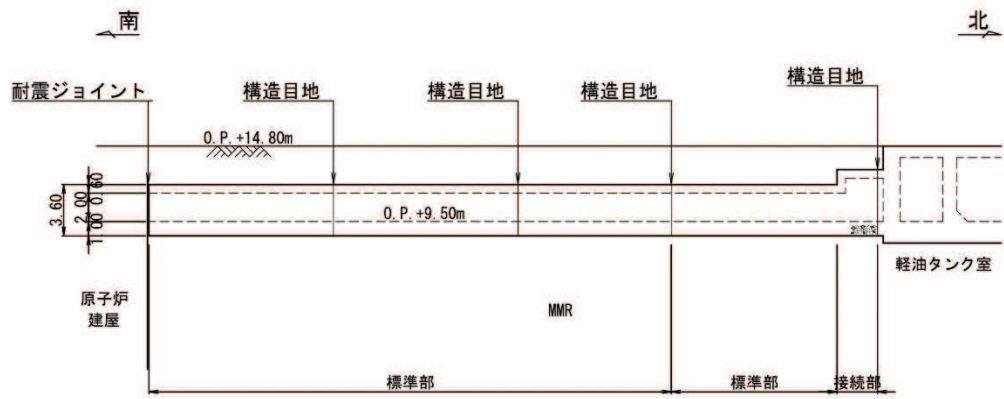 南
北
耐震ジョイント
構造目地
構造目地
構造目地
構造目地
O.P.+14.80m
3.60
0.60
2.00
1.00
O.P.+9.50m
軽油タンク室
原子炉
建屋
MMR
標準部
標準部
接続部